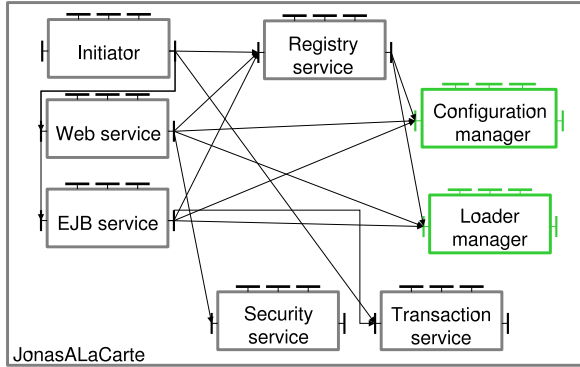 Initiator
Registry
service
Web service
Configuration
manager
EJB service
Loader
manager
Security
service
Transaction
service
JonasALaCarte